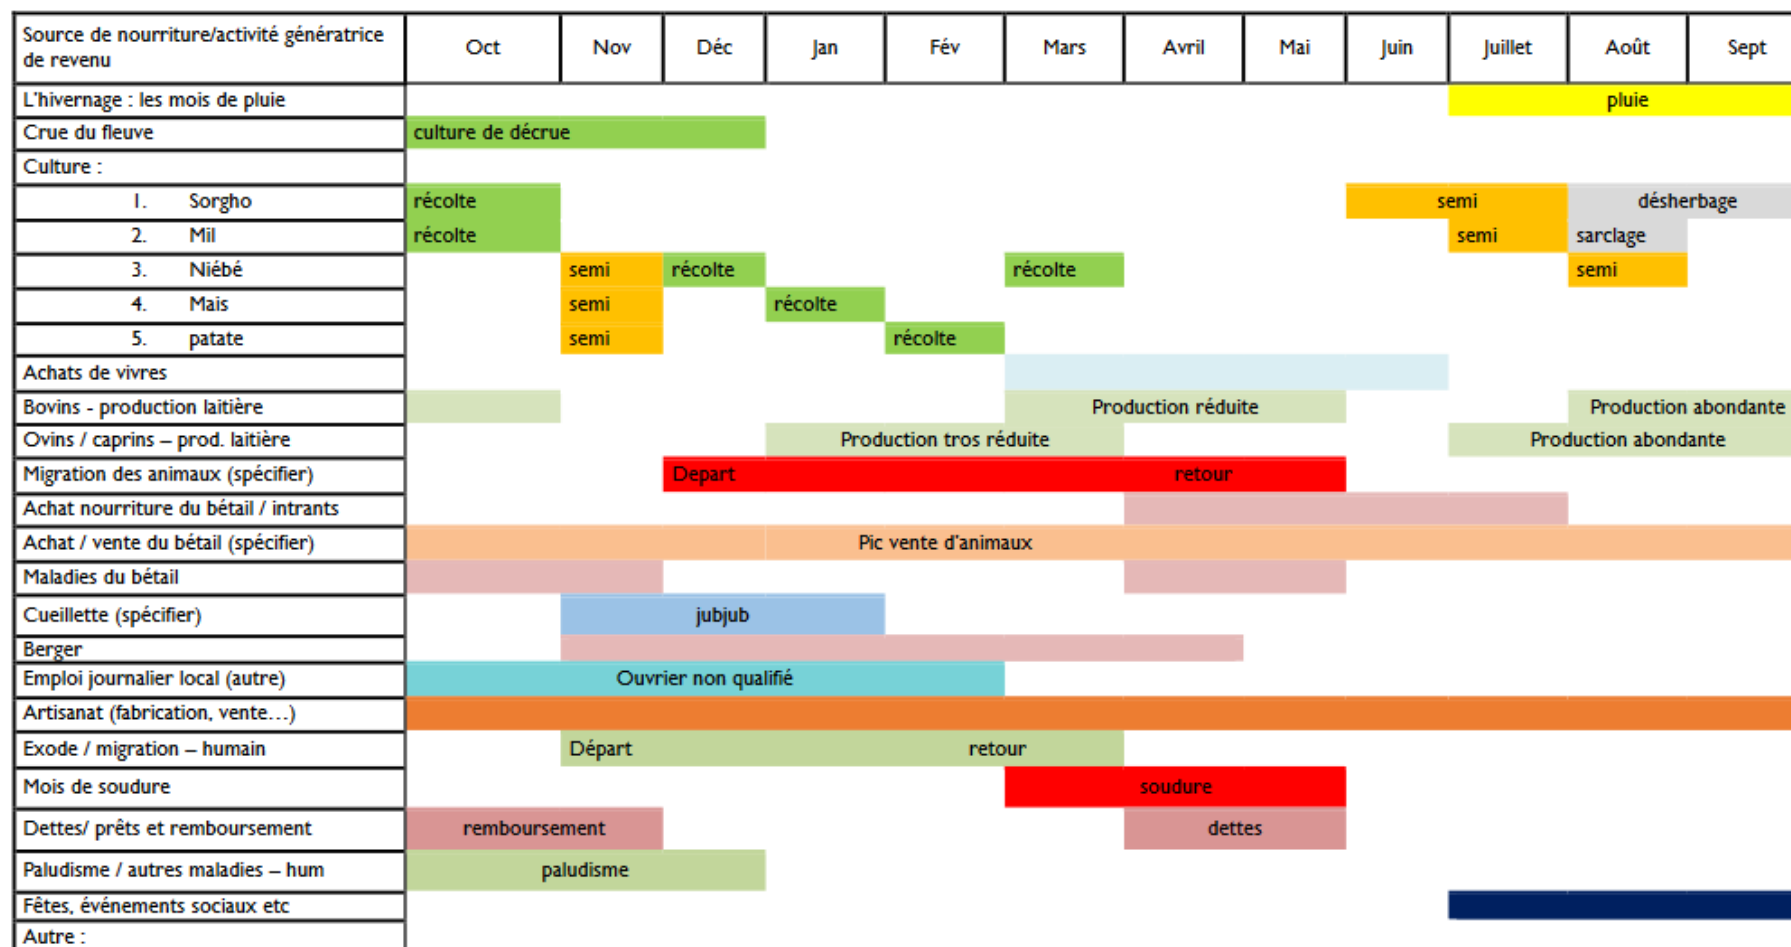 Source de nourriture/activité génératrice
de revenu
Oct Nov Déc Jan Fév Mars Avril Mai Juin Juillet Août Sept
L'hivernage : les mois de pluie pluie
Crue du fleuve culture de décrue
Culture :
1. Sorgho récolte semi désherbage
2. Mil récolte semi sarclage
3. Niébé semi récolte récolte semi
4. Mais semi récolte
5. patate semi récolte
Achats de vivres
Bovins - production laitière Production réduite Production abondante
Ovins / caprins – prod. laitière Production tros réduite Production abondante
Migration des animaux (spécifier) Depart retour
Achat nourriture du bétail / intrants
Achat / vente du bétail (spécifier) Pic vente d'animaux
Maladies du bétail
Cueillette (spécifier) jubjub
Berger
Emploi journalier local (autre) Ouvrier non qualifié
Artisanat (fabrication, vente…)
Exode / migration – humain Départ retour
Mois de soudure soudure
Dettes/ prêts et remboursement remboursement dettes
Paludisme / autres maladies – hum paludisme
Fêtes, événements sociaux etc
Autre :